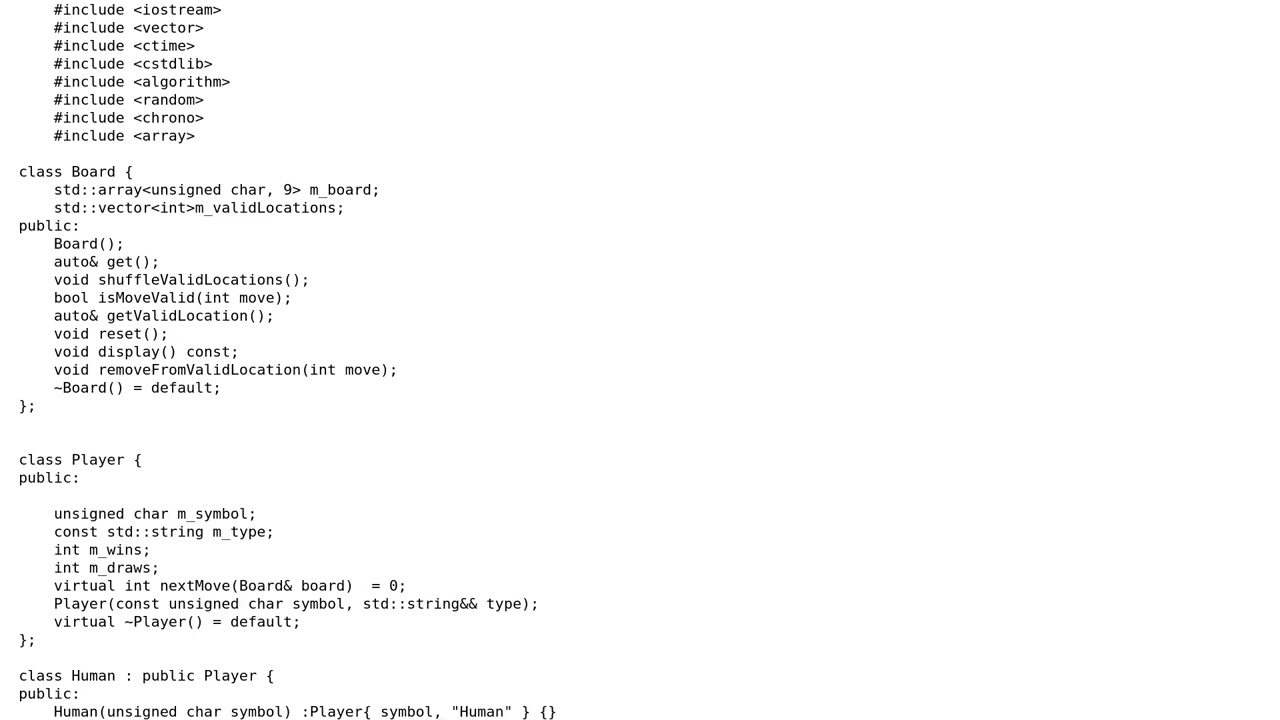 #include <iostream>
    #include <vector>
    #include <ctime>
    #include <cstdlib>
    #include <algorithm>
    #include <random>
    #include <chrono>
    #include <array>

class Board {
    std::array<unsigned char, 9> m_board;
    std::vector<int>m_validLocations;
public:
    Board();
    auto& get();
    void shuffleValidLocations();
    bool isMoveValid(int move);
    auto& getValidLocation();
    void reset();
    void display() const;
    void removeFromValidLocation(int move);
    ~Board() = default;
};


class Player {
public:

    unsigned char m_symbol;
    const std::string m_type;
    int m_wins;
    int m_draws;
    virtual int nextMove(Board& board)  = 0;
    Player(const unsigned char symbol, std::string&& type);
    virtual ~Player() = default;
};

class Human : public Player {
public:
    Human(unsigned char symbol) :Player{ symbol, "Human" } {}